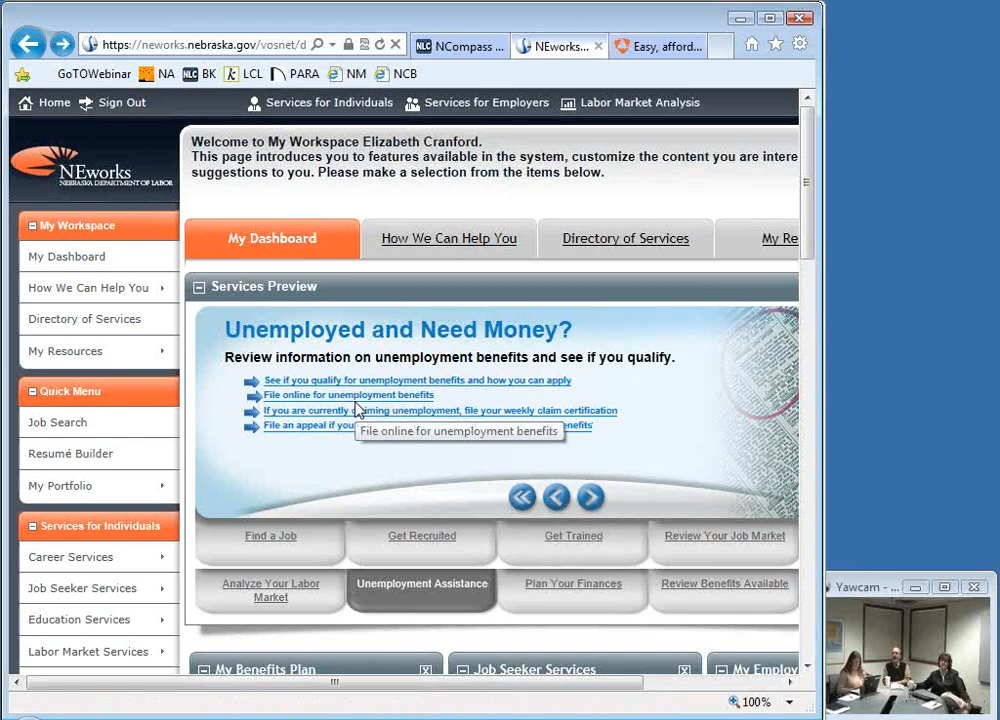 https://neworks.nebraska.gov/vosnet/d
NLC NCompass ...
NEworks...
Easy, afford...
GoTOWebinar
NA
NLC BK
k LCL
PARA
NM
NCB
Home
Sign Out
Services for Individuals
Services for Employers
Labor Market Analysis
NEworks
NEBRASKA DEPARTMENT OF LABOR
Welcome to My Workspace Elizabeth Cranford.
This page introduces you to features available in the system, customize the content you are intere
suggestions to you. Please make a selection from the items below.
My Workspace
My Dashboard
How We Can Help You
Directory of Services
My Resources
Quick Menu
Job Search
Resumé Builder
My Portfolio
Services for Individuals
Career Services
Job Seeker Services
Education Services
Labor Market Services
My Dashboard
How We Can Help You
Directory of Services
My Re
Services Preview
Unemployed and Need Money?
Review information on unemployment benefits and see if you qualify.
See if you qualify for unemployment benefits and how you can apply
File online for unemployment benefits
If you are currently claiming unemployment, file your weekly claim certification
File an appeal if you
enefits
File online for unemployment benefits
Find a Job
Get Recruited
Get Trained
Review Your Job Market
Analyze Your Labor
Market
Unemployment Assistance
Plan Your Finances
Review Benefits Available
My Benefits Plan
Job Seeker Services
My Employ
100%
Yawcam - ...